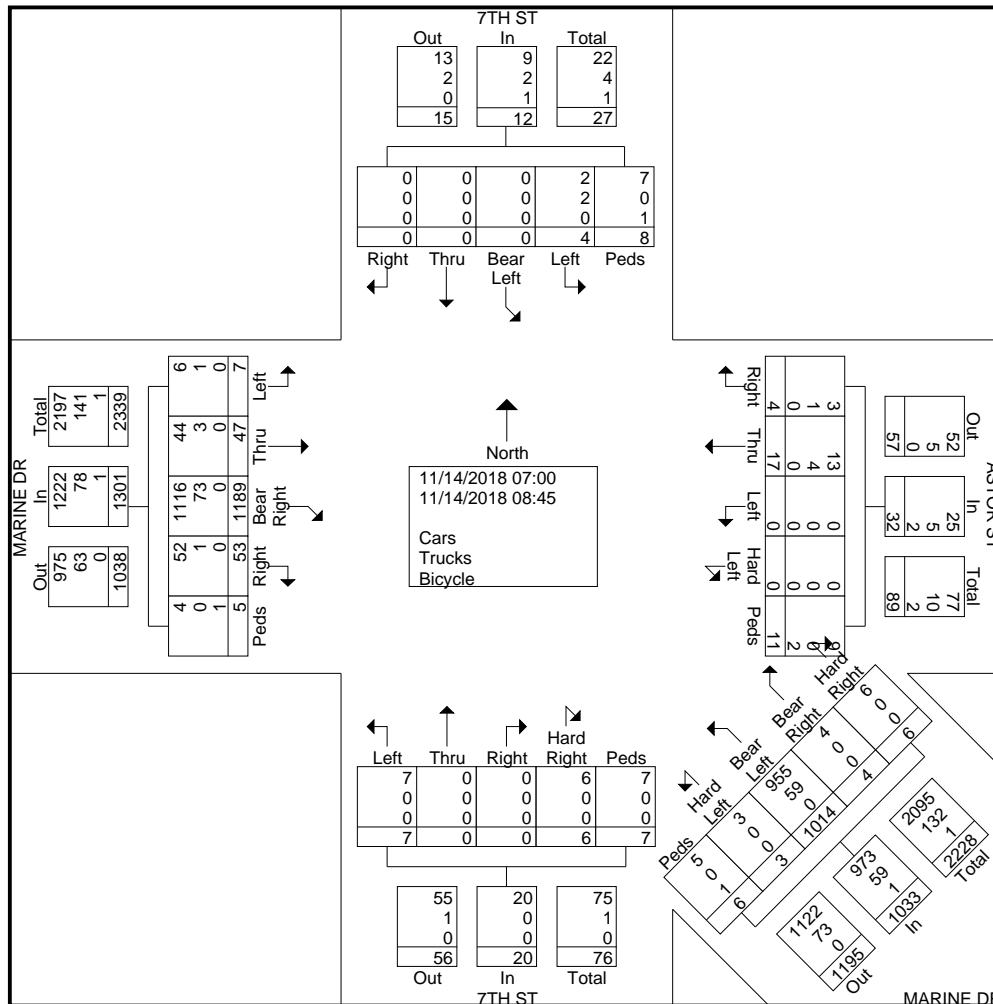 7TH ST
Out In Total
13 9 22
2 2 4
0 1 1
15 12 27
0 0 0 2 7
0 0 0 2 0
0 0 0 0 1
0 0 0 4 8
Right Thru Bear Left Left Peds
MARINE DR
Total In Out
2197 1222 975
141 78 63
1 1 0
2339 1301 1038
6 44 1116 52 4
1 3 73 1 0
0 0 0 0 1
7 47 1189 53 5
Left Thru Bear Right Right Peds
North
11/14/2018 07:00
11/14/2018 08:45
Cars
Trucks
Bicycle
Right Thru Left Hard Left Peds
3 13 0 0 9
1 4 0 0 0
0 0 0 0 2
4 17 0 0 11
ASTOR ST
Out In Total
52 25 77
5 5 10
0 2 2
57 32 89
Left Thru Right Hard Right Peds
7 0 0 6 7
0 0 0 0 0
0 0 0 0 0
7 0 0 6 7
55 20 75
1 0 1
0 0 0
56 20 76
Out In Total
7TH ST
Peds Hard Left Bear Left Bear Right Hard Right
5 3 955 4 6
0 0 59 0 0
1 0 0 0 0
6 3 1014 4 6
1122 973 2095
73 59 132
0 1 1
1195 1033 2228
Out In Total
MARINE DR